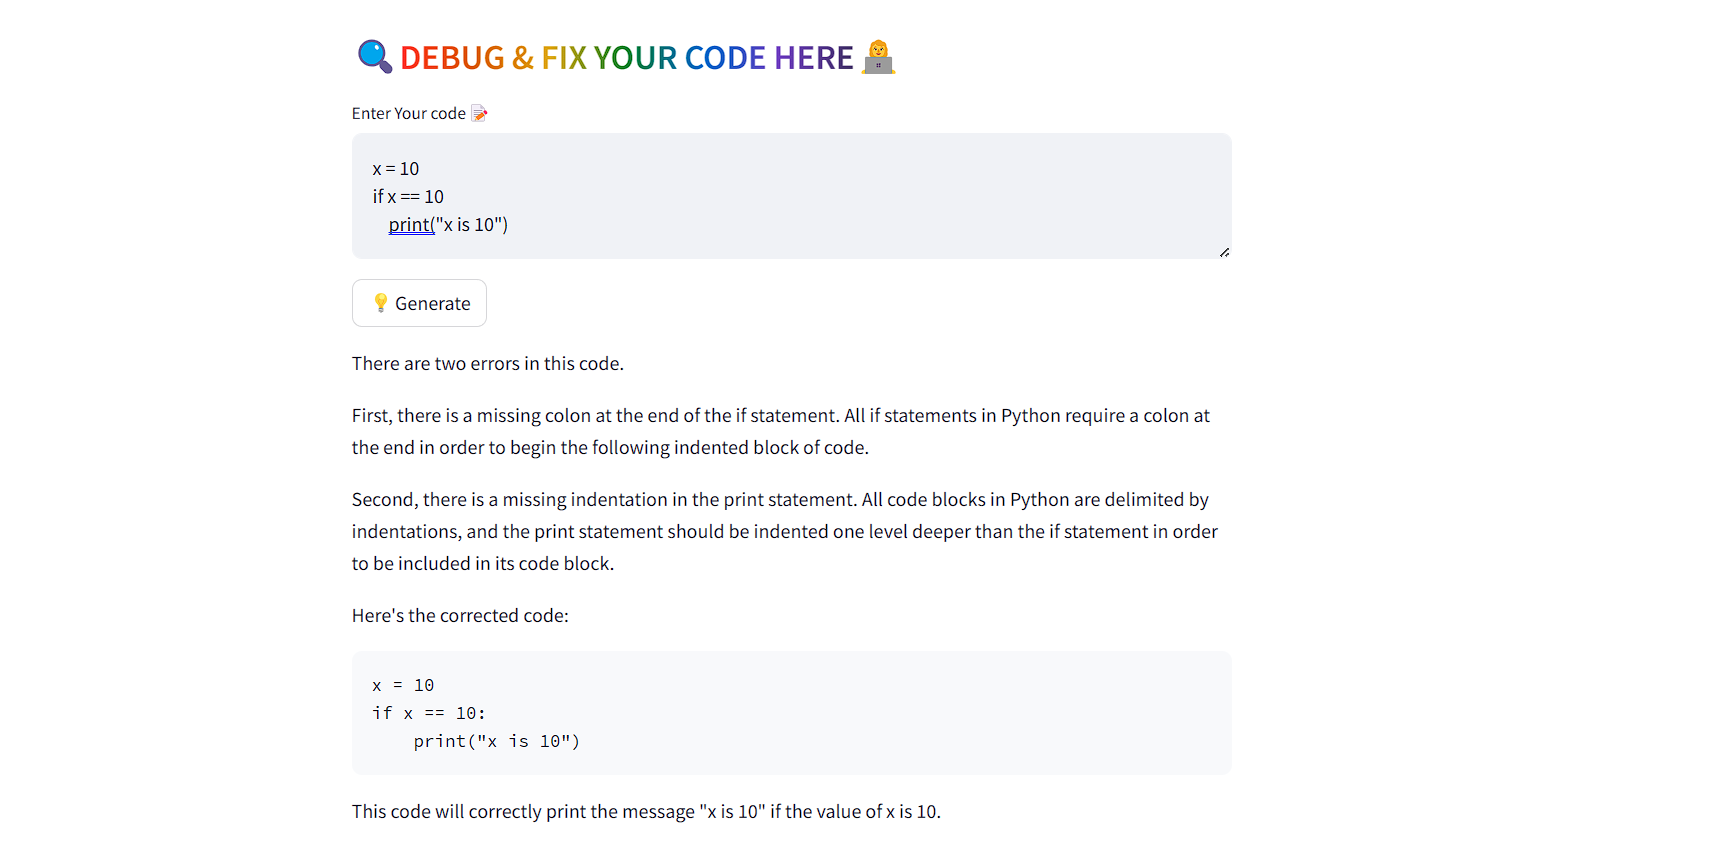 🔍 DEBUG & FIX YOUR CODE HERE 👩‍💻
Enter Your code 📝
x = 10
if x == 10
    print("x is 10")
💡 Generate
There are two errors in this code.
First, there is a missing colon at the end of the if statement. All if statements in Python require a colon at
the end in order to begin the following indented block of code.
Second, there is a missing indentation in the print statement. All code blocks in Python are delimited by
indentations, and the print statement should be indented one level deeper than the if statement in order
to be included in its code block.
Here's the corrected code:
x = 10
if x == 10:
    print("x is 10")
This code will correctly print the message "x is 10" if the value of x is 10.